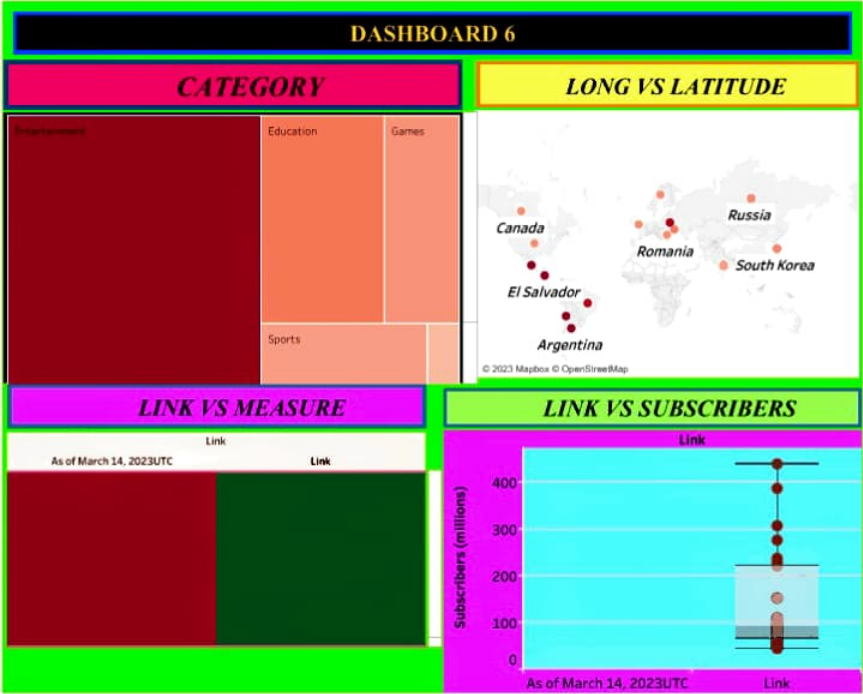 DASHBOARD 6
CATEGORY
Entertainment
Education
Games
Sports
LONG VS LATITUDE
Canada
Russia
Romania
South Korea
El Salvador
Argentina
© 2023 Mapbox © OpenStreetMap
LINK VS MEASURE
Link
As of March 14, 2023UTC
Link
LINK VS SUBSCRIBERS
Link
Subscribers (millions)
400
300
200
100
0
As of March 14, 2023UTC
Link